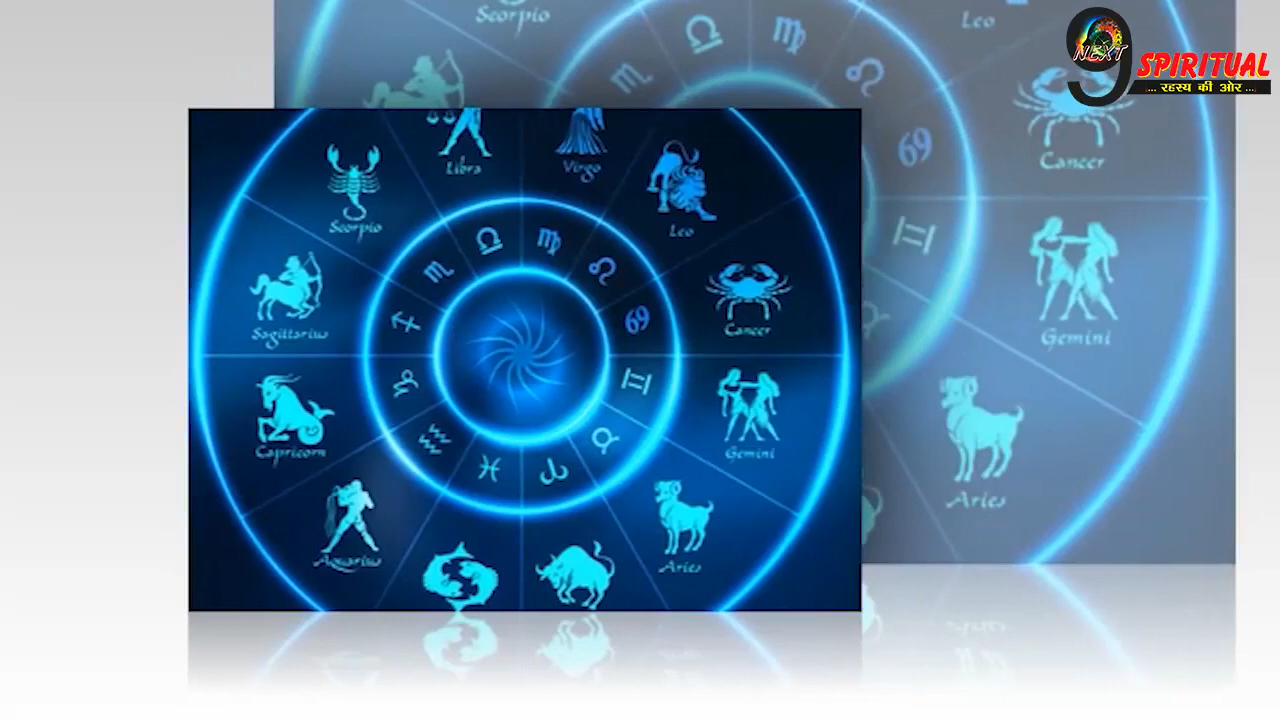 Scorpio
Leo
NEXT
9
SPIRITUAL
... रहस्य की ओर ...
Cancer
Gemini
Aries
Libra
Virgo
Scorpio
Leo
Sagittarius
Cancer
Capricorn
Gemini
Aquarius
Aries